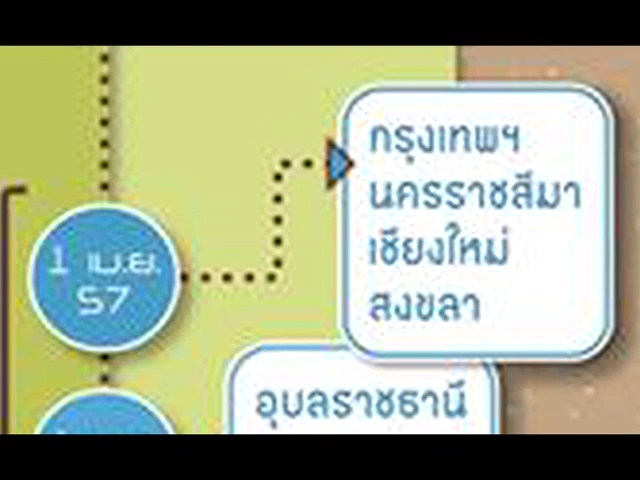 กรุงเทพฯ
นครราชสีมา
เชียงใหม่
สงขลา
1 เม.ย.
57
อุบลราชธานี